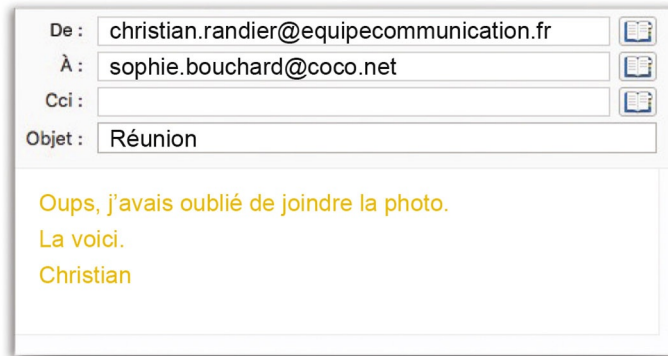 De : christian.randier@equipecommunication.fr
À : sophie.bouchard@coco.net
Cci :
Objet : Réunion
Oups, j’avais oublié de joindre la photo.
La voici.
Christian